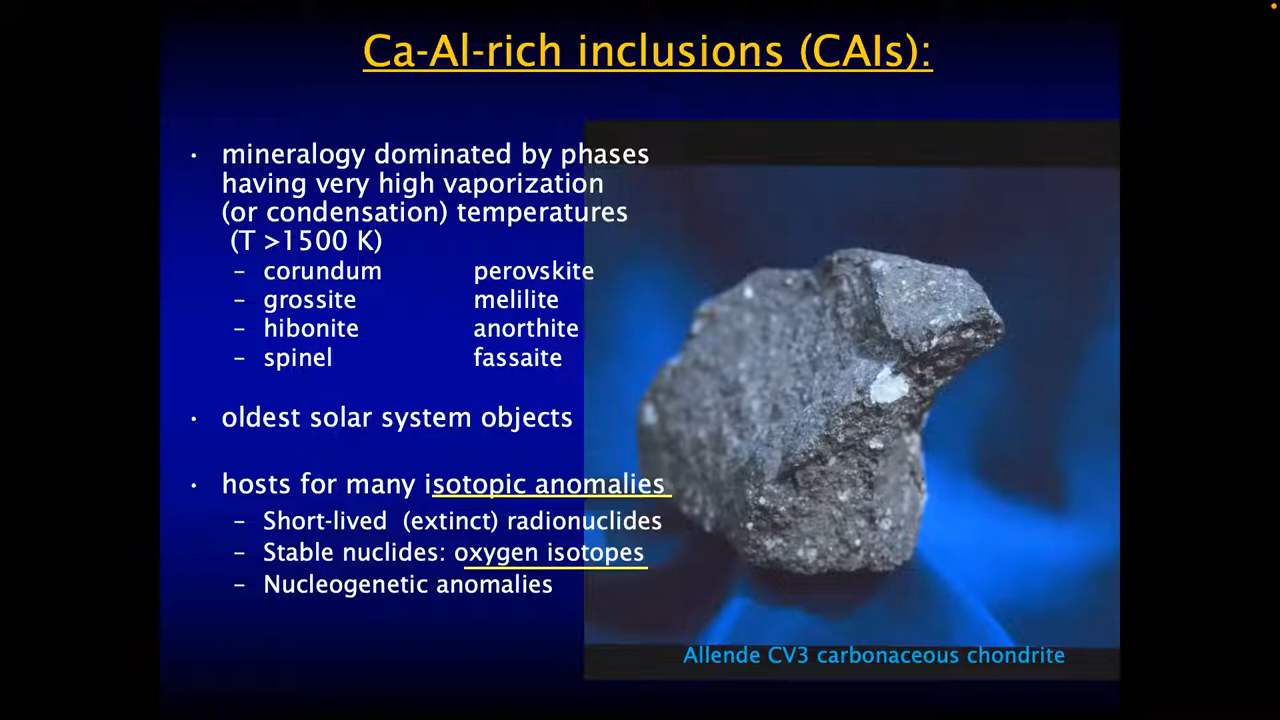 Ca-Al-rich inclusions (CAIs):
• mineralogy dominated by phases
having very high vaporization
(or condensation) temperatures
(T >1500 K)
– corundum perovskite
– grossite melilite
– hibonite anorthite
– spinel fassaite
• oldest solar system objects
• hosts for many isotopic anomalies
– Short-lived (extinct) radionuclides
– Stable nuclides: oxygen isotopes
– Nucleogenetic anomalies
Allende CV3 carbonaceous chondrite